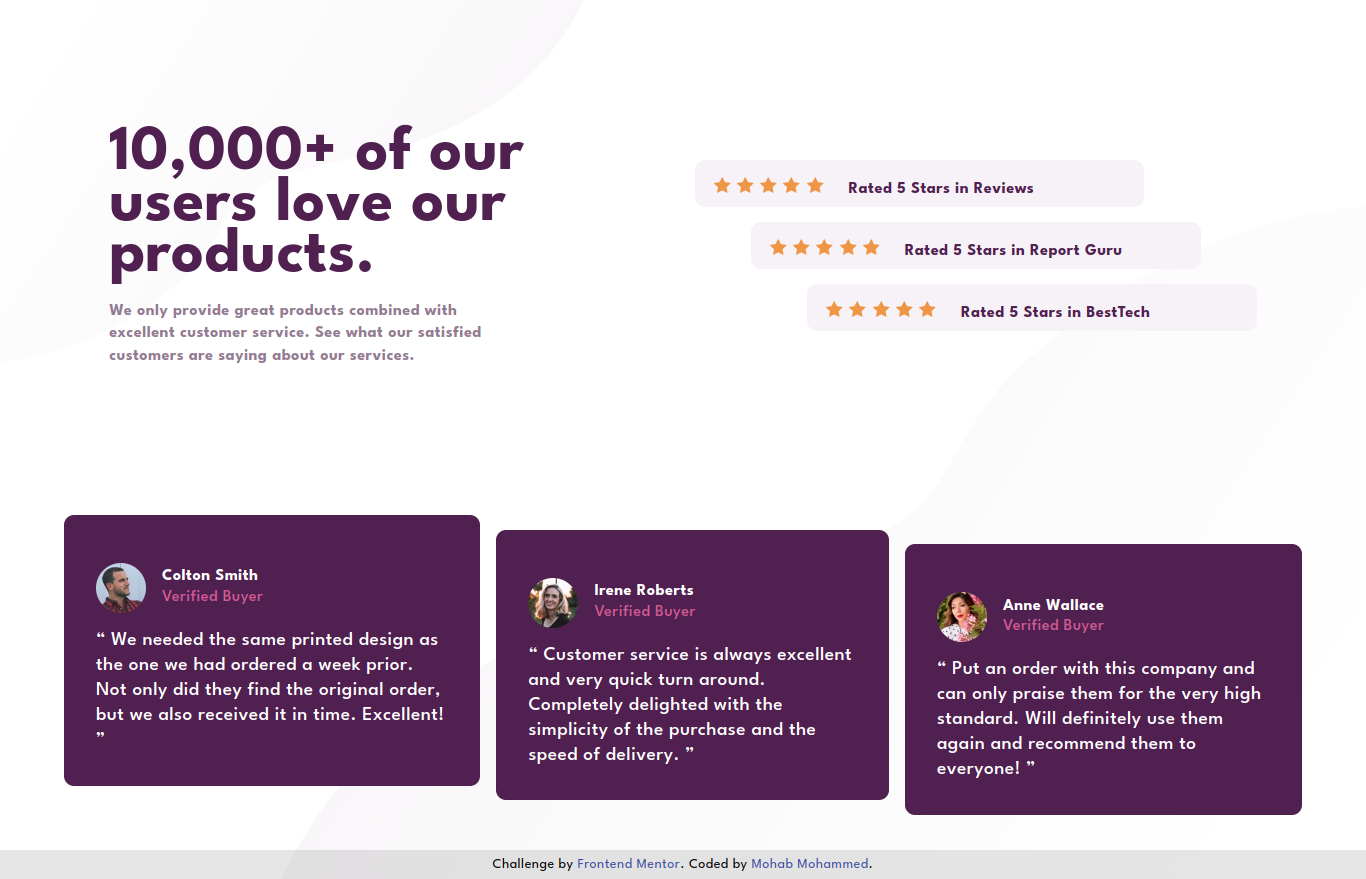 10,000+ of our
users love our
products.
We only provide great products combined with
excellent customer service. See what our satisfied
customers are saying about our services.
Rated 5 Stars in Reviews
Rated 5 Stars in Report Guru
Rated 5 Stars in BestTech
Colton Smith
Verified Buyer
“ We needed the same printed design as
the one we had ordered a week prior.
Not only did they find the original order,
but we also received it in time. Excellent!
”
Irene Roberts
Verified Buyer
“ Customer service is always excellent
and very quick turn around.
Completely delighted with the
simplicity of the purchase and the
speed of delivery. ”
Anne Wallace
Verified Buyer
“ Put an order with this company and
can only praise them for the very high
standard. Will definitely use them
again and recommend them to
everyone! ”
Challenge by Frontend Mentor. Coded by Mohab Mohammed.